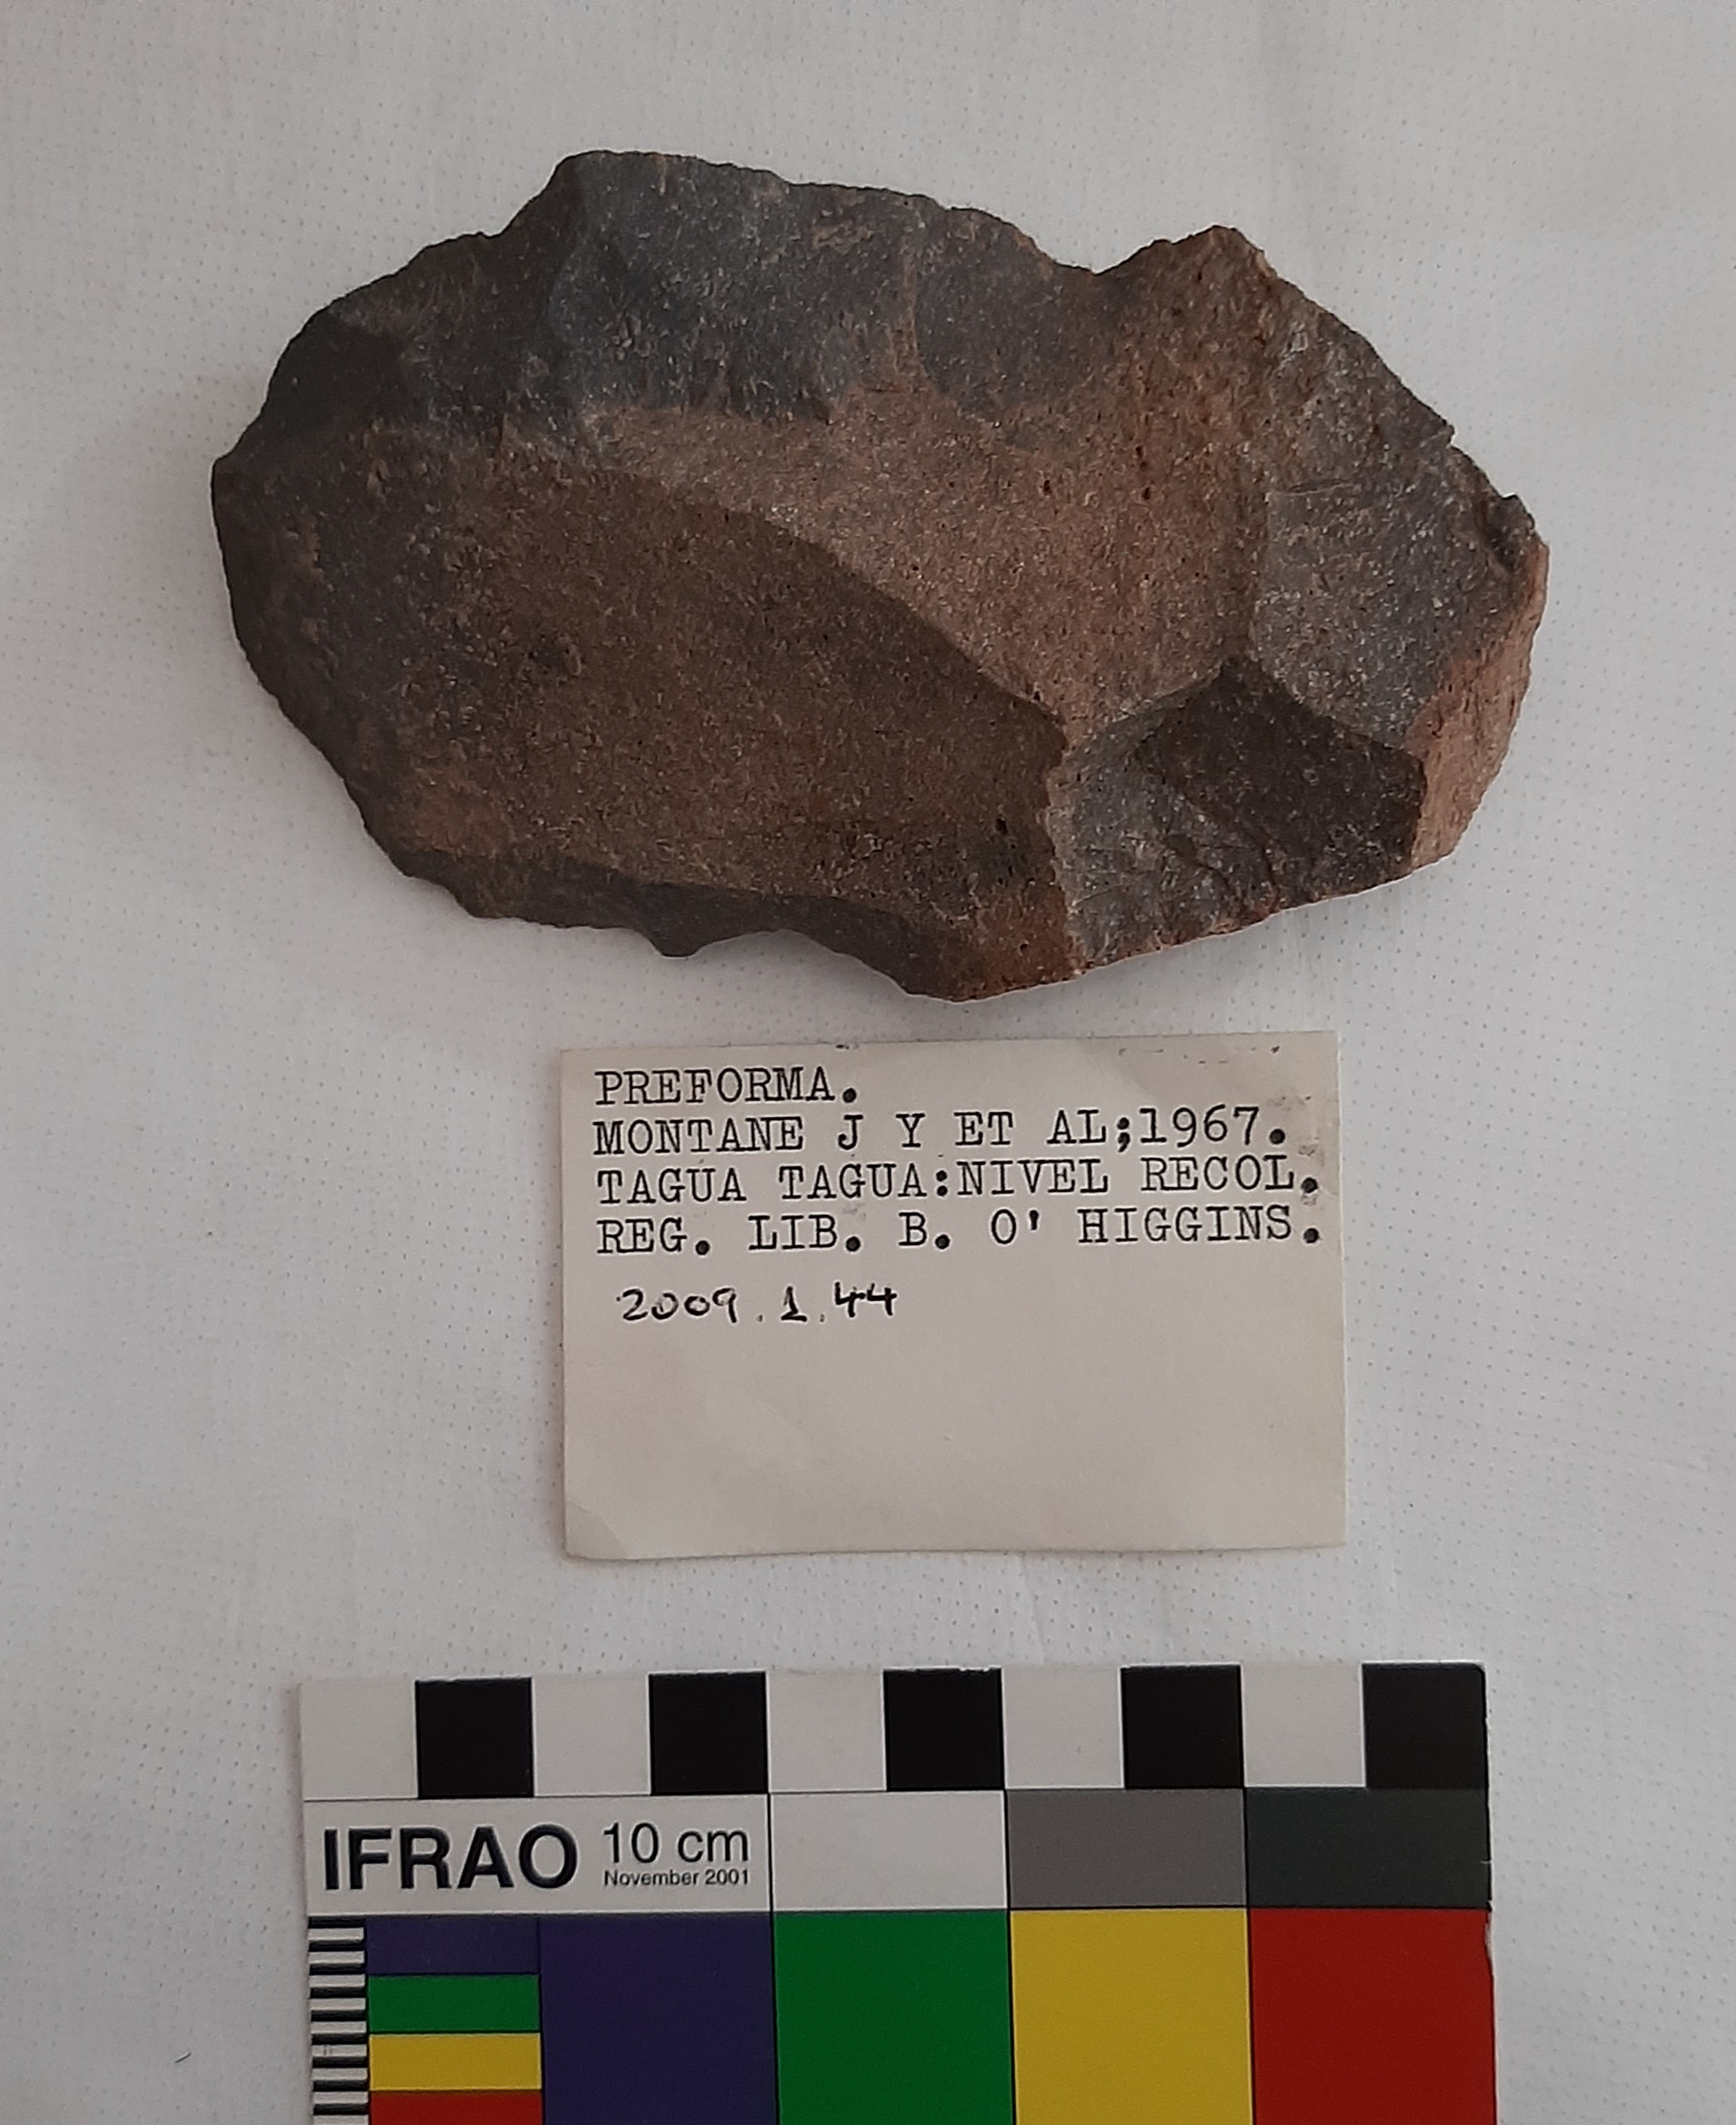 PREFORMA.
MONTANE J Y ET AL;1967.
TAGUA TAGUA:NIVEL RECOL.
REG. LIB. B. O' HIGGINS.
2009.1.44
IFRAO 10 cm
November 2001